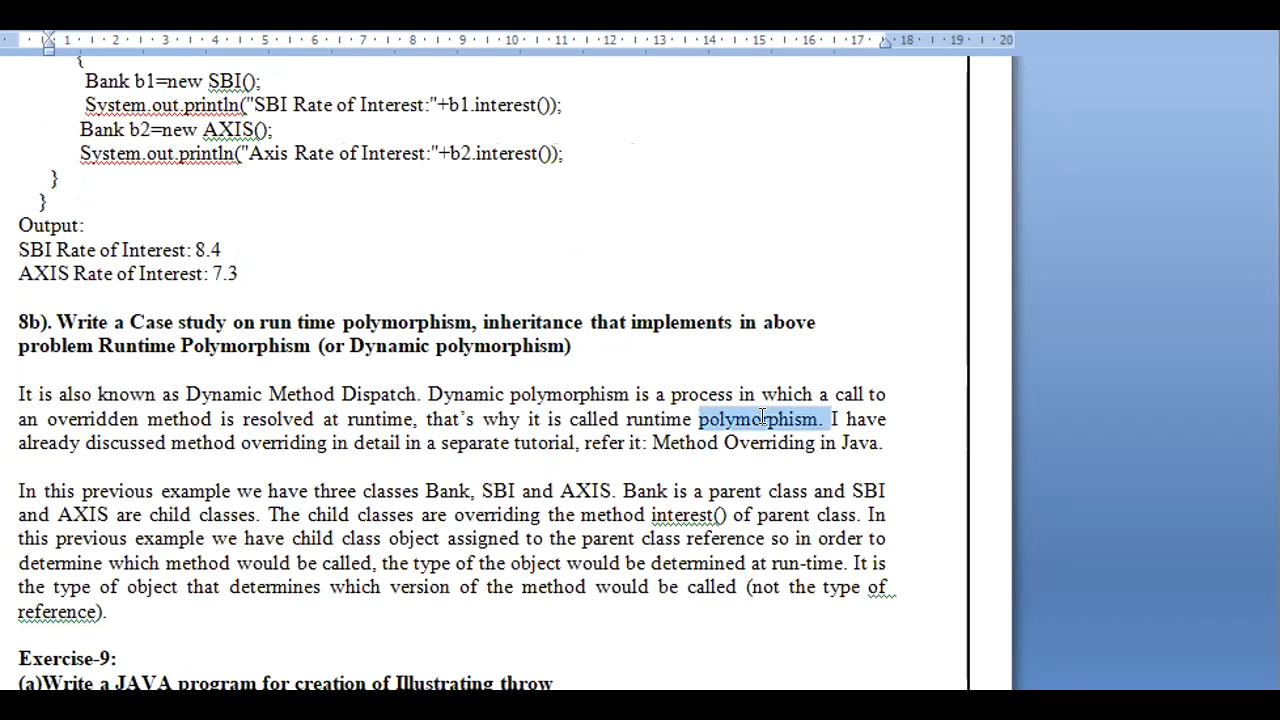 1 2 3 4 5 6 7 8 9 10 11 12 13 14 15 16 17 18 19 20
{
Bank b1=new SBI();
System.out.println("SBI Rate of Interest:"+b1.interest());
Bank b2=new AXIS();
System.out.println("Axis Rate of Interest:"+b2.interest());
}
}
Output:
SBI Rate of Interest: 8.4
AXIS Rate of Interest: 7.3
8b). Write a Case study on run time polymorphism, inheritance that implements in above
problem Runtime Polymorphism (or Dynamic polymorphism)
It is also known as Dynamic Method Dispatch. Dynamic polymorphism is a process in which a call to
an overridden method is resolved at runtime, that’s why it is called runtime polymorphism. I have
already discussed method overriding in detail in a separate tutorial, refer it: Method Overriding in Java.
In this previous example we have three classes Bank, SBI and AXIS. Bank is a parent class and SBI
and AXIS are child classes. The child classes are overriding the method interest() of parent class. In
this previous example we have child class object assigned to the parent class reference so in order to
determine which method would be called, the type of the object would be determined at run-time. It is
the type of object that determines which version of the method would be called (not the type of
reference).
Exercise-9:
(a)Write a JAVA program for creation of Illustrating throw